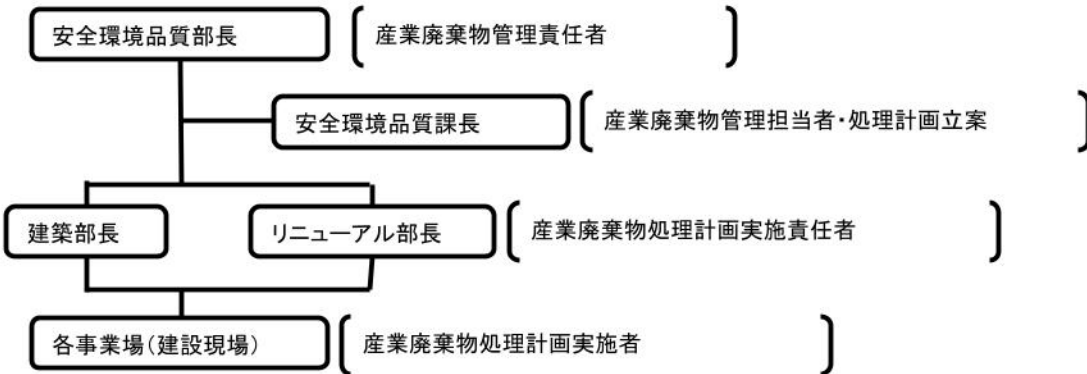 安全環境品質部長
産業廃棄物管理責任者
安全環境品質課長
産業廃棄物管理担当者・処理計画立案
建築部長
リニューアル部長
産業廃棄物処理計画実施責任者
各事業場(建設現場)
産業廃棄物処理計画実施者